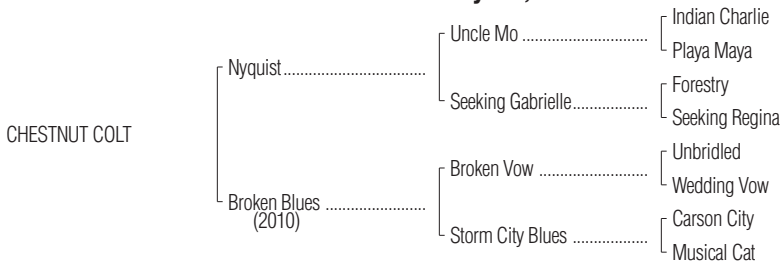 Indian Charlie
Uncle Mo ..............................
Playa Maya
Nyquist..................................
Forestry
Seeking Gabrielle..................
Seeking Regina
CHESTNUT COLT
Unbridled
Broken Vow ..........................
Wedding Vow
Broken Blues ........................
(2010)
Carson City
Storm City Blues ..................
Musical Cat